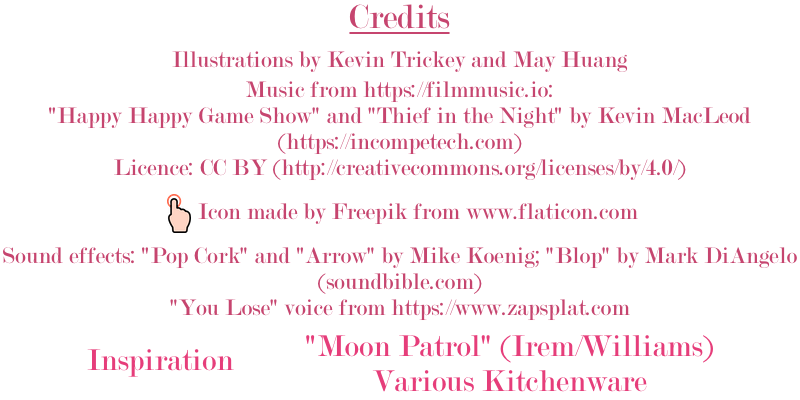 Credits
Illustrations by Kevin Trickey and May Huang
Music from https://filmmusic.io:
"Happy Happy Game Show" and "Thief in the Night" by Kevin MacLeod
(https://incompetech.com)
Licence: CC BY (http://creativecommons.org/licenses/by/4.0/)
Icon made by Freepik from www.flaticon.com
Sound effects: "Pop Cork" and "Arrow" by Mike Koenig; "Blop" by Mark DiAngelo
(soundbible.com)
"You Lose" voice from https://www.zapsplat.com
Inspiration
"Moon Patrol" (Irem/Williams)
Various Kitchenware